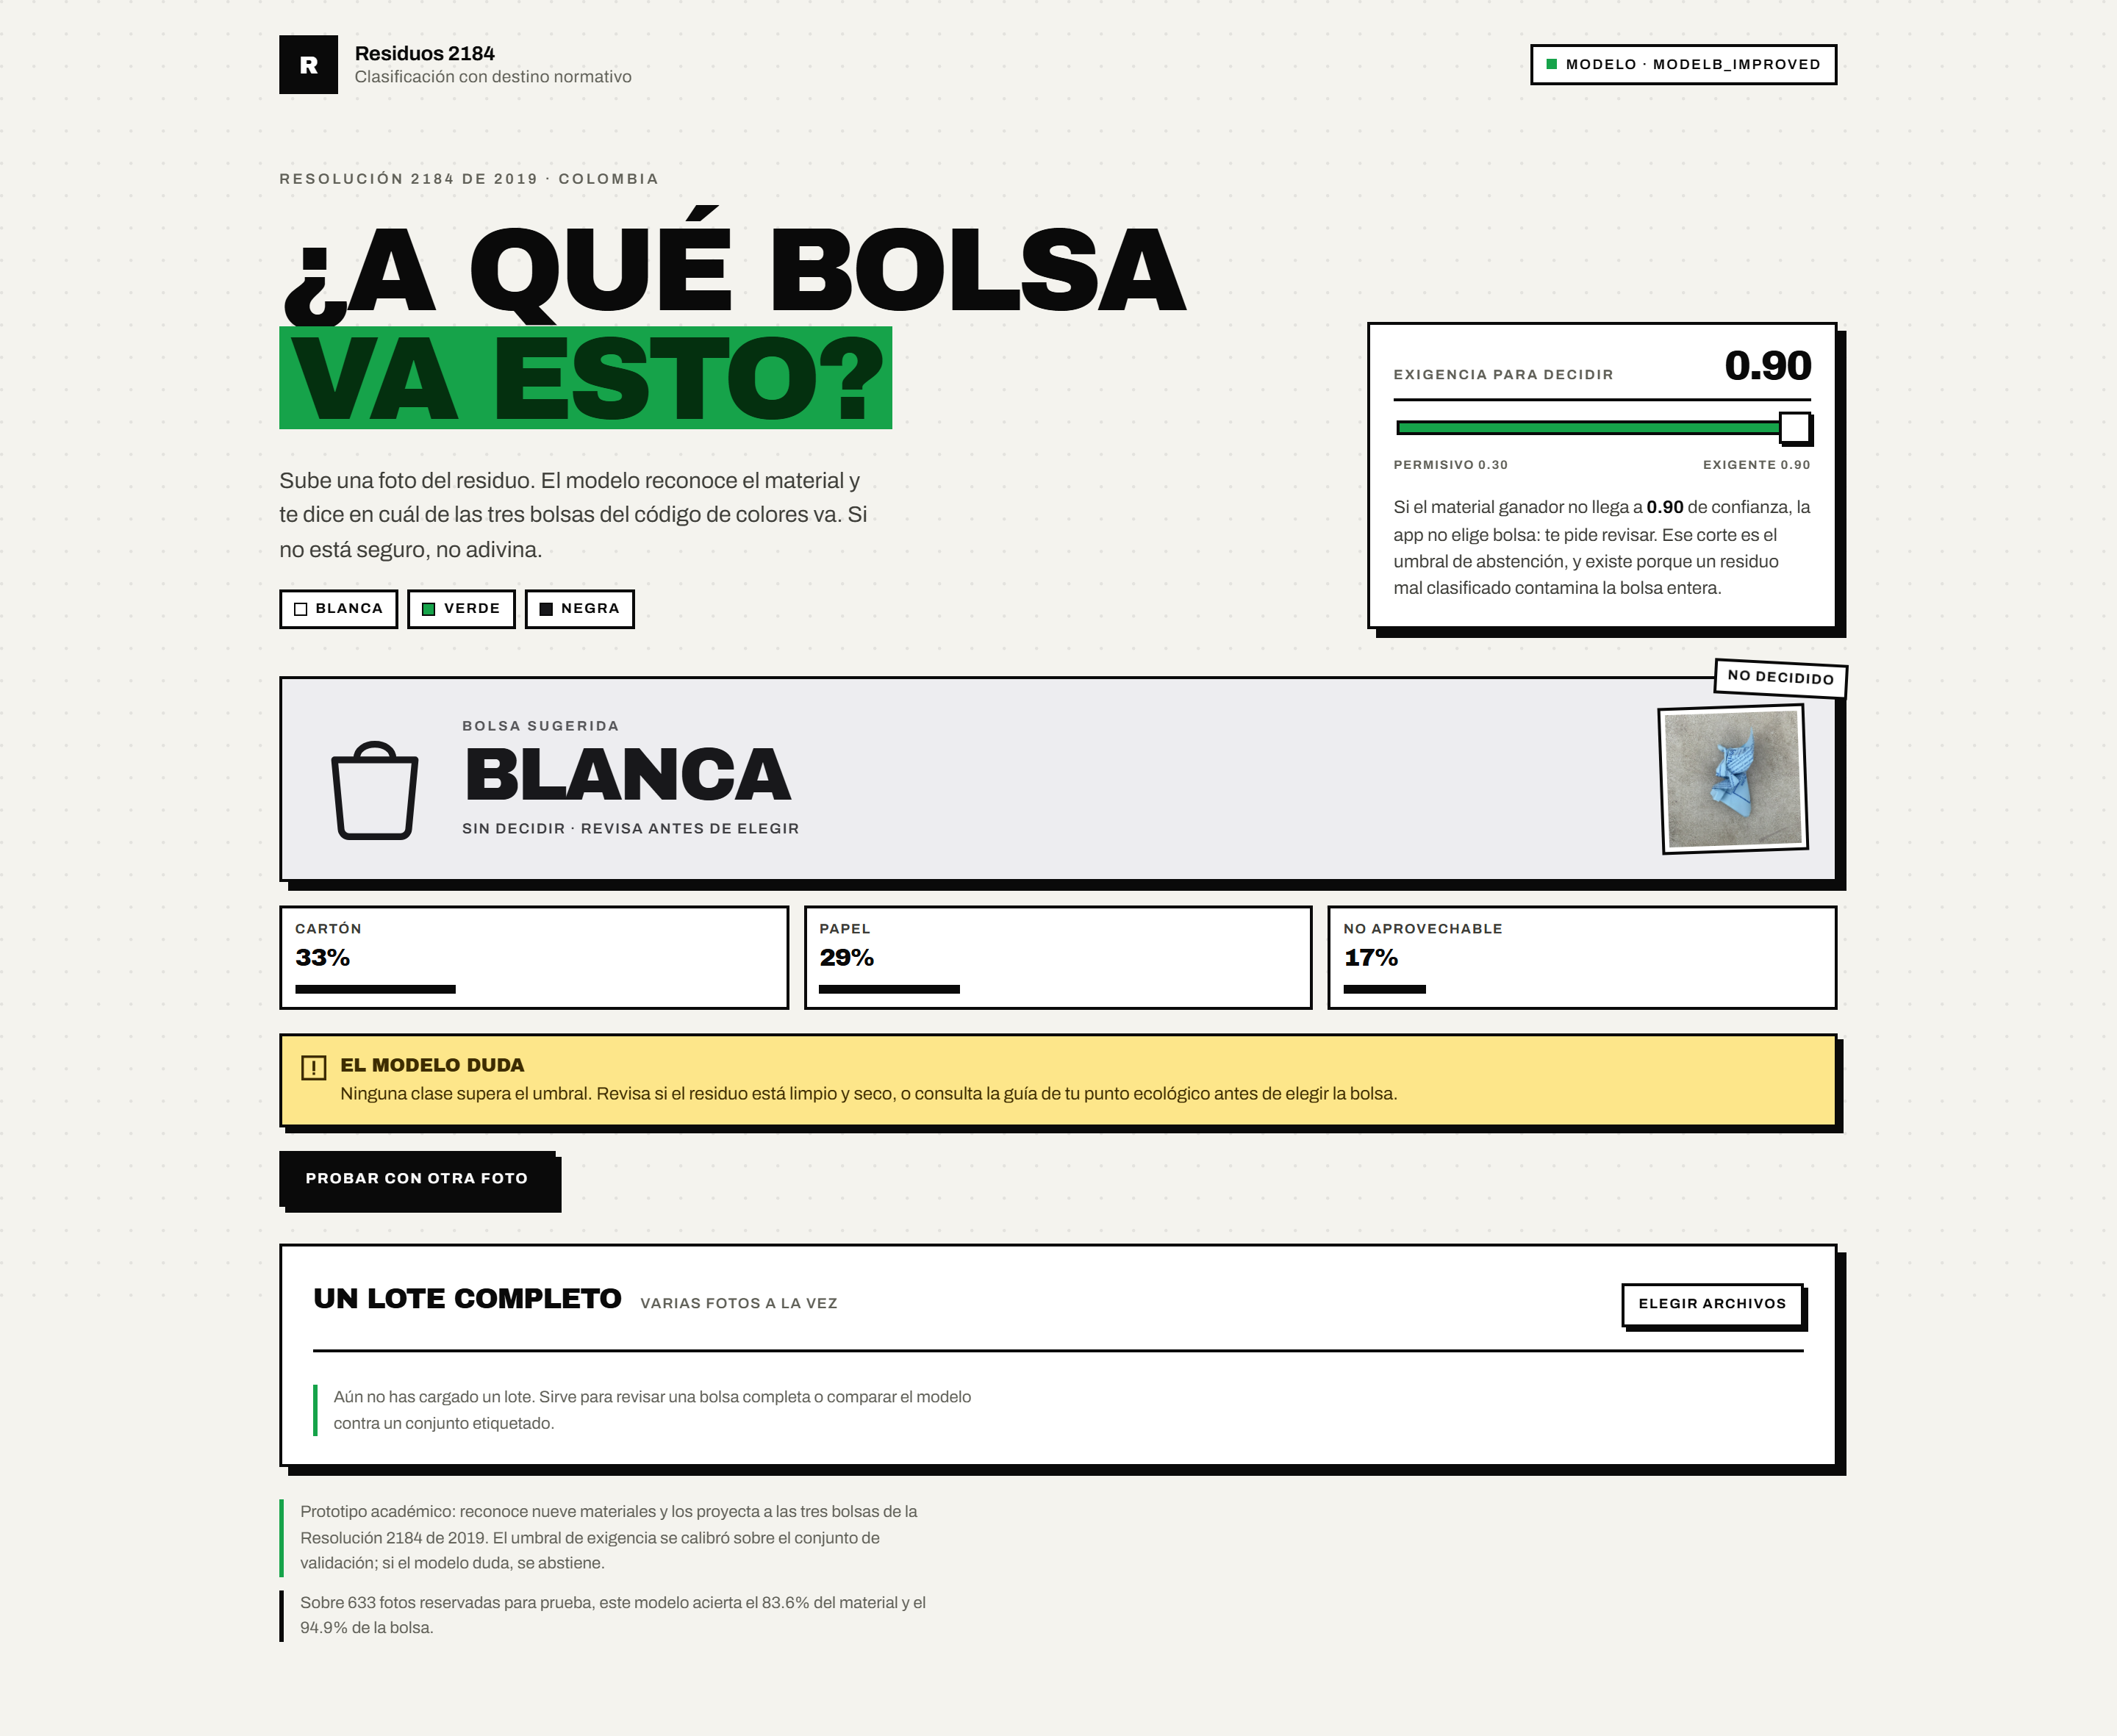 R
Residuos 2184
Clasificación con destino normativo
MODELO · MODELB_IMPROVED
RESOLUCIÓN 2184 DE 2019 · COLOMBIA
¿A QUÉ BOLSA
VA ESTO?
Sube una foto del residuo. El modelo reconoce el material y
te dice en cuál de las tres bolsas del código de colores va. Si
no está seguro, no adivina.
BLANCA
VERDE
NEGRA
EXIGENCIA PARA DECIDIR
0.90
PERMISIVO 0.30
EXIGENTE 0.90
Si el material ganador no llega a 0.90 de confianza, la
app no elige bolsa: te pide revisar. Ese corte es el
umbral de abstención, y existe porque un residuo
mal clasificado contamina la bolsa entera.
NO DECIDIDO
BOLSA SUGERIDA
BLANCA
SIN DECIDIR · REVISA ANTES DE ELEGIR
CARTÓN
33%
PAPEL
29%
NO APROVECHABLE
17%
EL MODELO DUDA
Ninguna clase supera el umbral. Revisa si el residuo está limpio y seco, o consulta la guía de tu punto ecológico antes de elegir la bolsa.
PROBAR CON OTRA FOTO
UN LOTE COMPLETO
VARIAS FOTOS A LA VEZ
ELEGIR ARCHIVOS
Aún no has cargado un lote. Sirve para revisar una bolsa completa o comparar el modelo
contra un conjunto etiquetado.
Prototipo académico: reconoce nueve materiales y los proyecta a las tres bolsas de la
Resolución 2184 de 2019. El umbral de exigencia se calibró sobre el conjunto de
validación; si el modelo duda, se abstiene.
Sobre 633 fotos reservadas para prueba, este modelo acierta el 83.6% del material y el
94.9% de la bolsa.